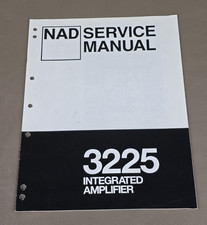 NAD SERVICE
MANUAL
3225
INTEGRATED
AMPLIFIER